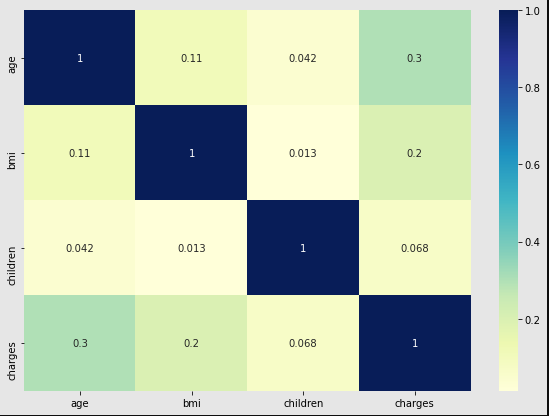 age 1 0.11 0.042 0.3
bmi 0.11 1 0.013 0.2
children 0.042 0.013 1 0.068
charges 0.3 0.2 0.068 1
age bmi children charges
1.0
0.8
0.6
0.4
0.2